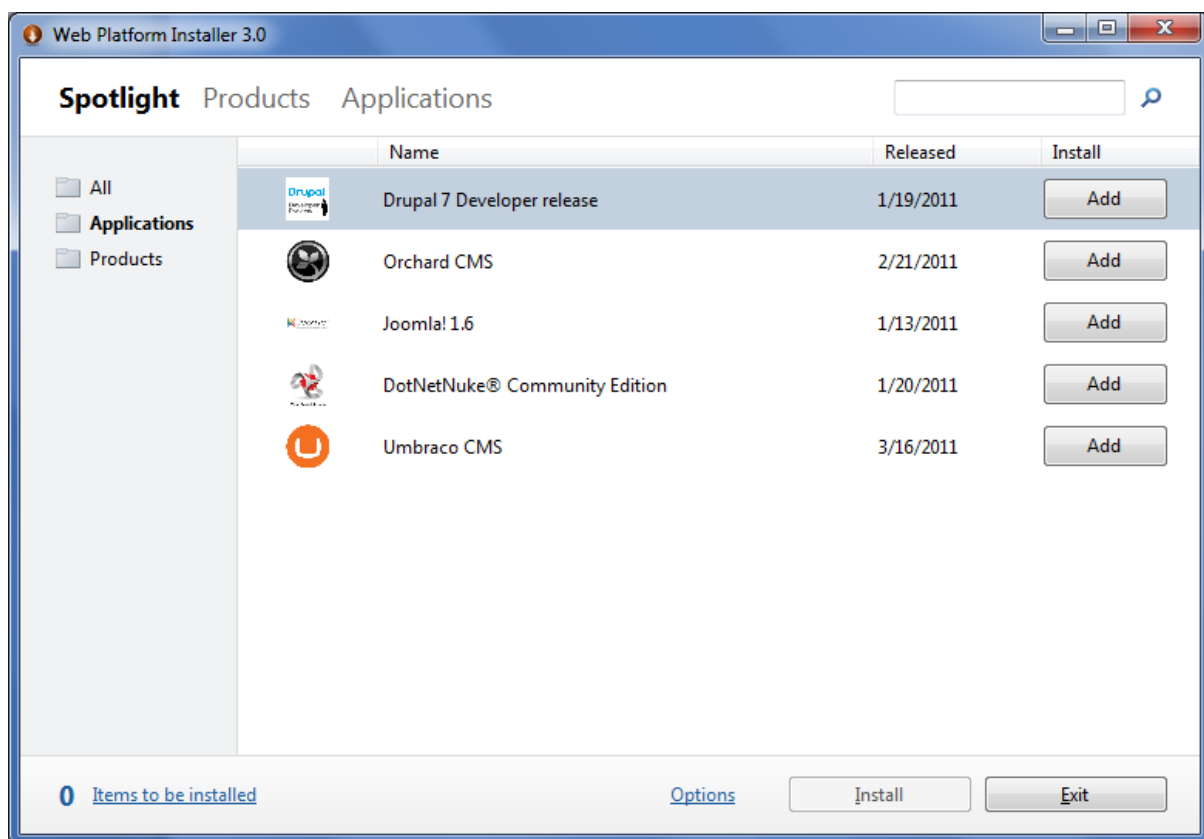 Web Platform Installer 3.0
Spotlight Products Applications
Name Released Install
All
Applications
Products
Drupal
Drupal 7 Developer release 1/19/2011 Add
Orchard CMS 2/21/2011 Add
Joomla! 1.6 1/13/2011 Add
DotNetNuke® Community Edition 1/20/2011 Add
Umbraco CMS 3/16/2011 Add
0 Items to be installed Options Install Exit